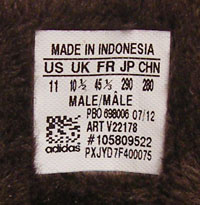 MADE IN INDONESIA
US UK FR JP CHN
11 10½ 45⅓ 290 280
MALE/MÂLE
PBO 698006 07/12
ART V22178
#105809522
adidas PXJYD7F400075